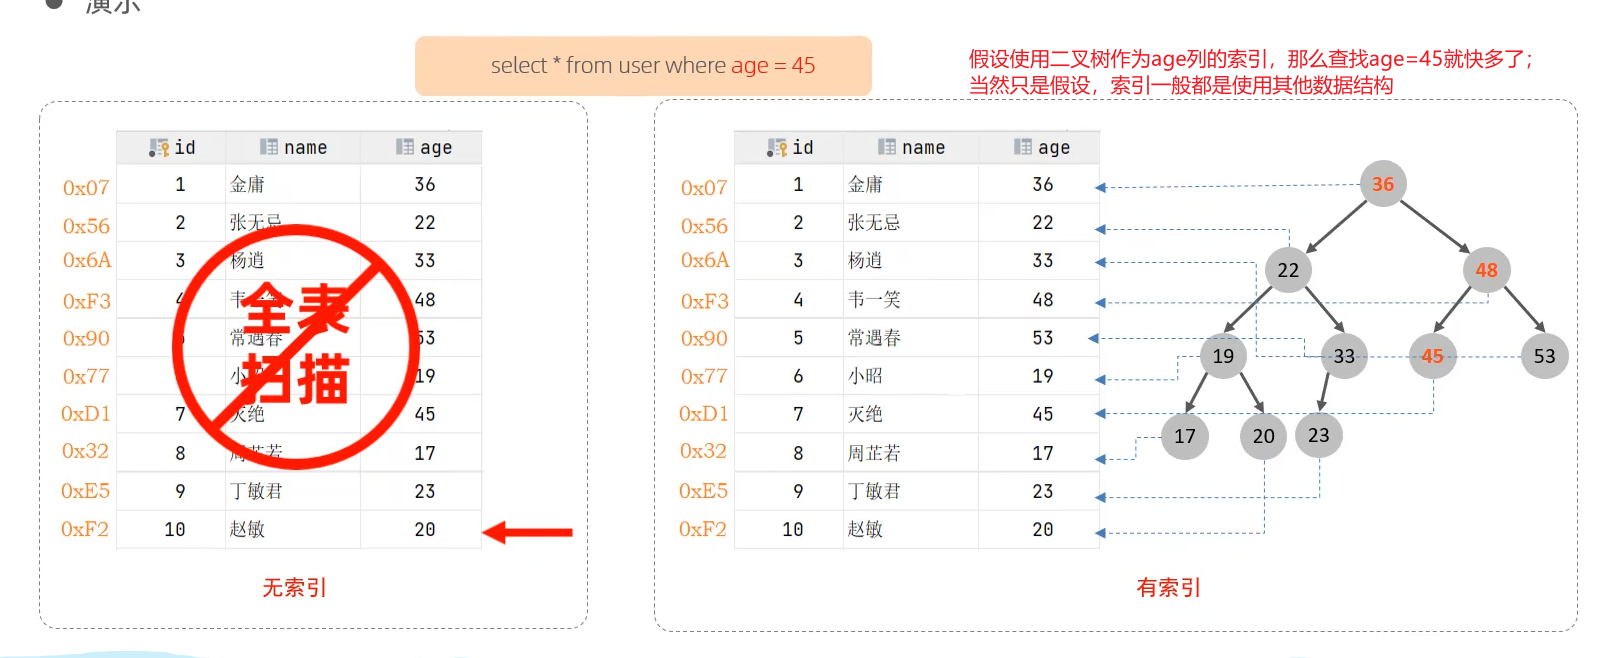 演示
select * from user where age = 45
假设使用二叉树作为age列的索引，那么查找age=45就快多了；
当然只是假设，索引一般都是使用其他数据结构
id name age
0x07 1 金庸 36
0x56 2 张无忌 22
0x6A 3 杨逍 33
0xF3 4 韦一笑 48
0x90 5 常遇春 53
0x77 6 小昭 19
0xD1 7 灭绝 45
0x32 8 周芷若 17
0xE5 9 丁敏君 23
0xF2 10 赵敏 20
全表
扫描
无索引
id name age
0x07 1 金庸 36
0x56 2 张无忌 22
0x6A 3 杨逍 33
0xF3 4 韦一笑 48
0x90 5 常遇春 53
0x77 6 小昭 19
0xD1 7 灭绝 45
0x32 8 周芷若 17
0xE5 9 丁敏君 23
0xF2 10 赵敏 20
36
22 48
19 33 45 53
17 20 23
有索引